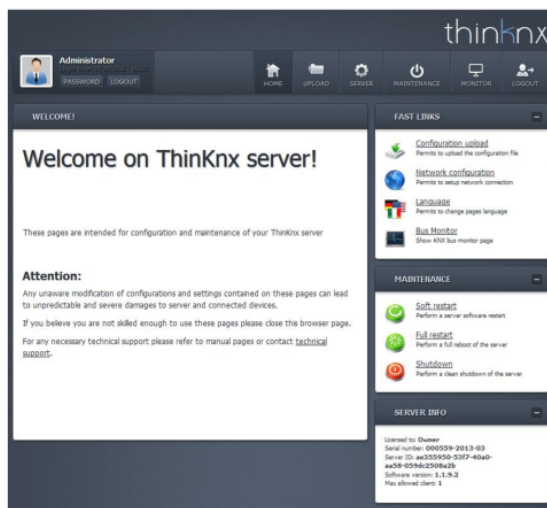 thinknx
Administrator
PASSWORD LOGOUT
HOME UPLOAD SERVER MAINTENANCE MONITOR LOGOUT
WELCOME!
Welcome on ThinKnx server!
These pages are intended for configuration and maintenance of your ThinKnx server
Attention:
Any unaware modification of configurations and settings contained on these pages can lead
to unpredictable and severe damages to server and connected devices.
If you believe you are not skilled enough to use these pages please close this browser page.
For any necessary technical support please refer to manual pages or contact technical
support.
FAST LINKS
Configuration upload
Permits to upload the configuration file
Network configuration
Permits to setup network connection
Language
Permits to change pages language
Bus Monitor
Show KNX bus monitor page
MAINTENANCE
Soft restart
Perform a server software restart
Full restart
Perform a full reboot of the server
Shutdown
Perform a clean shutdown of the server
SERVER INFO
Licensed to: Owner
Serial number: 000559-2013-03
Server ID: ae355950-53f7-40a0-
aa58-059dc2508a2b
Software version: 1.1.9.2
Max allowed client: 1